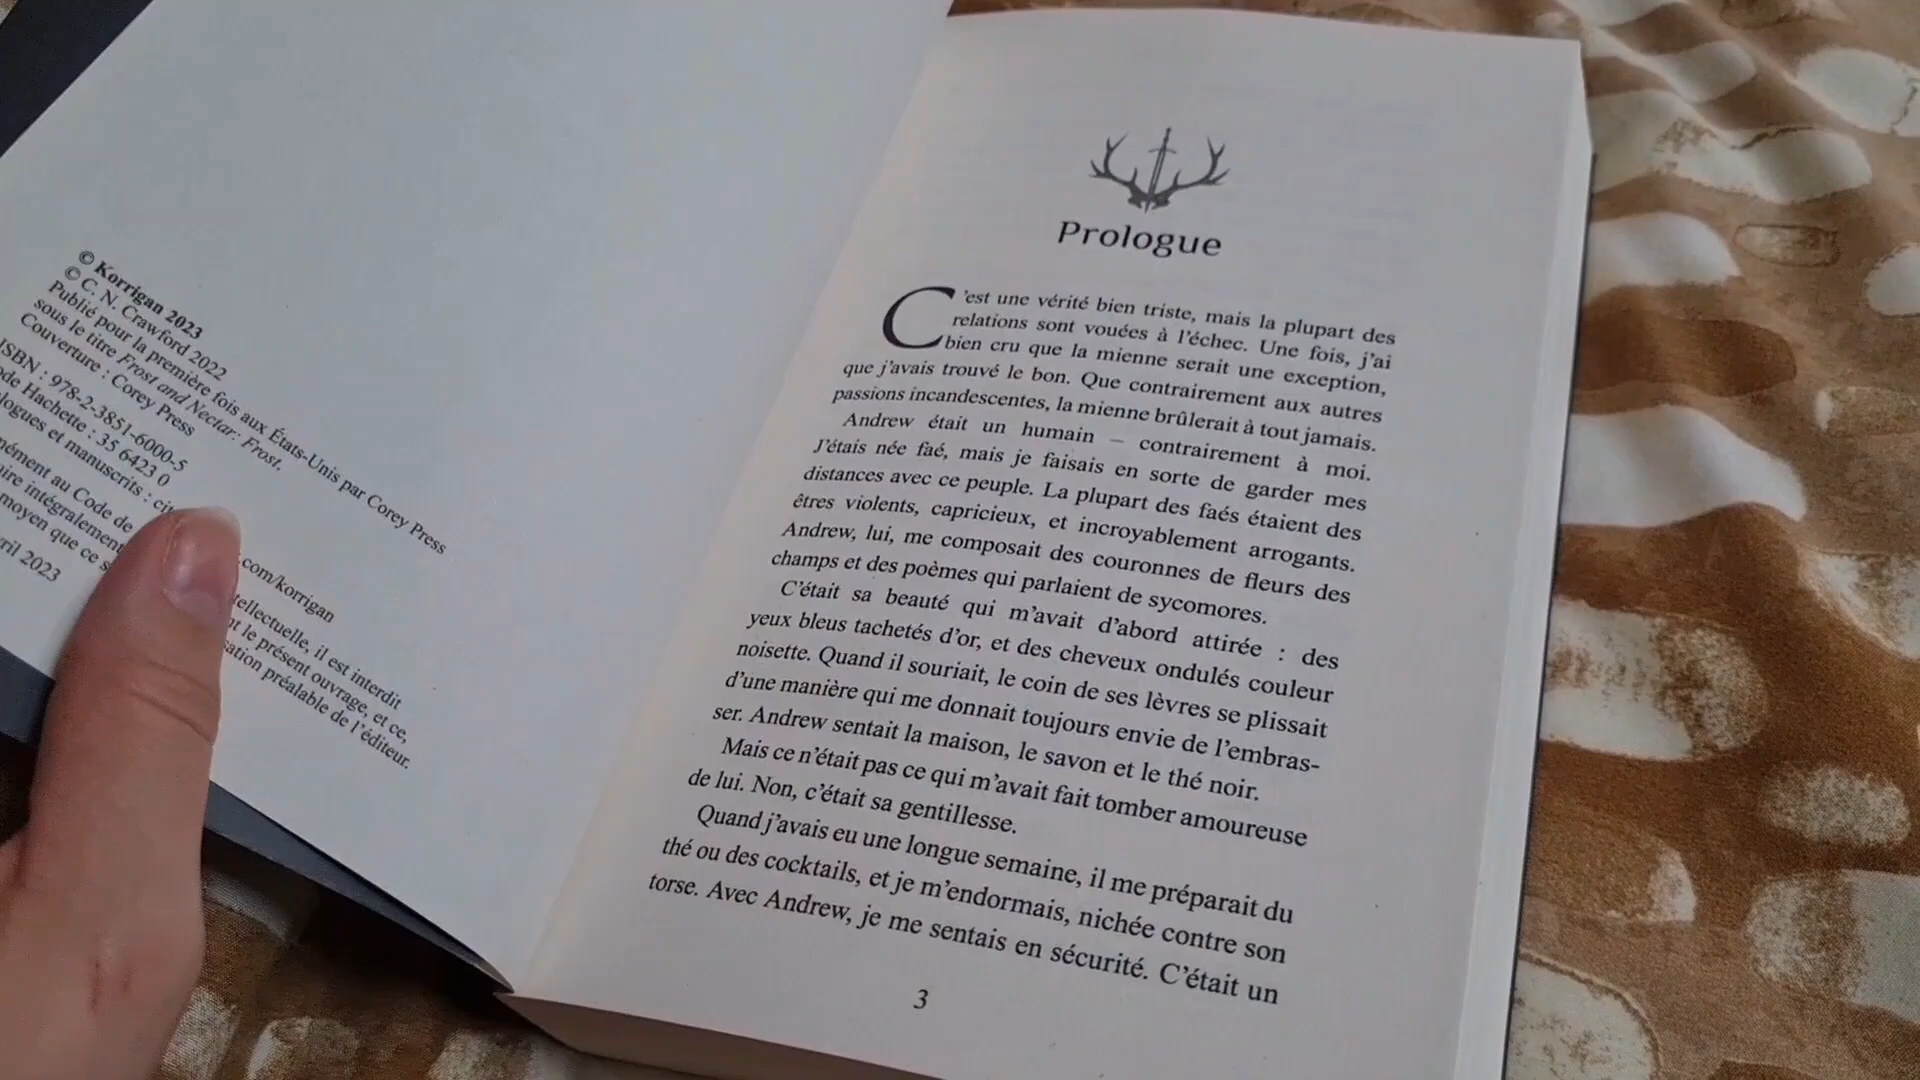 © Korrigan 2023
© C. N. Crawford 2022
Publié pour la première fois aux États-Unis par Corey Press
sous le titre Frost and Nectar: Frost.
Couverture : Corey Press
ISBN : 978-2-3851-6000-5
Hachette : 35 6423 0
et manuscrits :
.com/korrigan
au Code de
il est interdit
intégralement
le présent ouvrage, et ce,
moyen que ce
préalable de l'éditeur.
2023
Prologue
C'est une vérité bien triste, mais la plupart des
relations sont vouées à l'échec. Une fois, j'ai
bien cru que la mienne serait une exception,
que j'avais trouvé le bon. Que contrairement aux autres
passions incandescentes, la mienne brûlerait à tout jamais.
Andrew était un humain – contrairement à moi.
J'étais née faé, mais je faisais en sorte de garder mes
distances avec ce peuple. La plupart des faés étaient des
êtres violents, capricieux, et incroyablement arrogants.
Andrew, lui, me composait des couronnes de fleurs des
champs et des poèmes qui parlaient de sycomores.
C'était sa beauté qui m'avait d'abord attirée : des
yeux bleus tachetés d'or, et des cheveux ondulés couleur
noisette. Quand il souriait, le coin de ses lèvres se plissait
d'une manière qui me donnait toujours envie de l'embras-
ser. Andrew sentait la maison, le savon et le thé noir.
Mais ce n'était pas ce qui m'avait fait tomber amoureuse
de lui. Non, c'était sa gentillesse.
Quand j'avais eu une longue semaine, il me préparait du
thé ou des cocktails, et je m'endormais, nichée contre son
torse. Avec Andrew, je me sentais en sécurité. C'était un
3